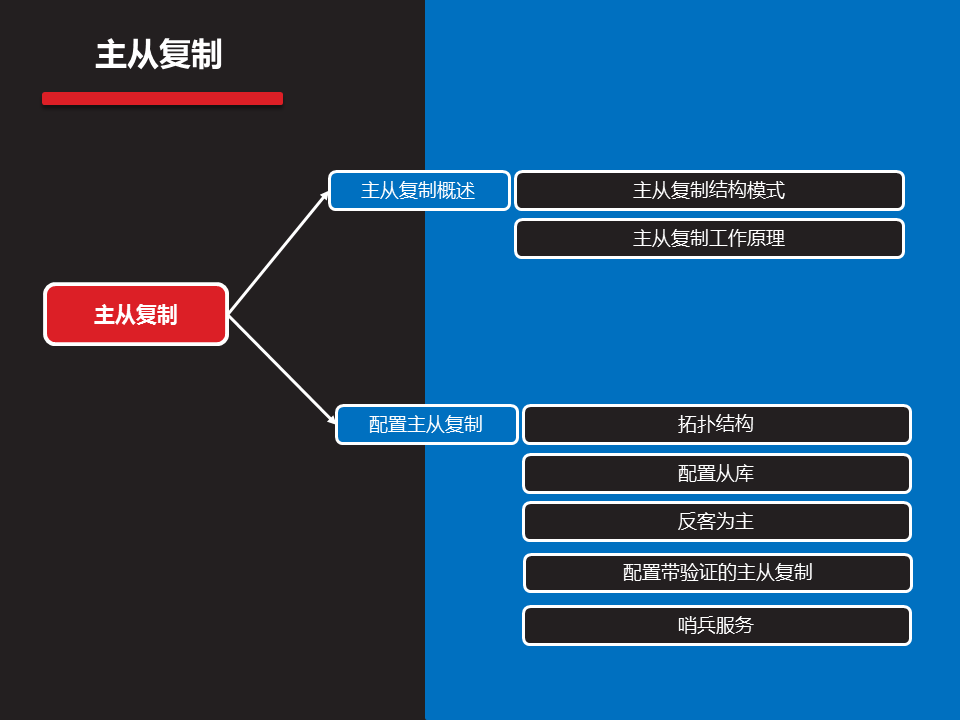 主从复制
主从复制概述
主从复制结构模式
主从复制工作原理
主从复制
配置主从复制
拓扑结构
配置从库
反客为主
配置带验证的主从复制
哨兵服务